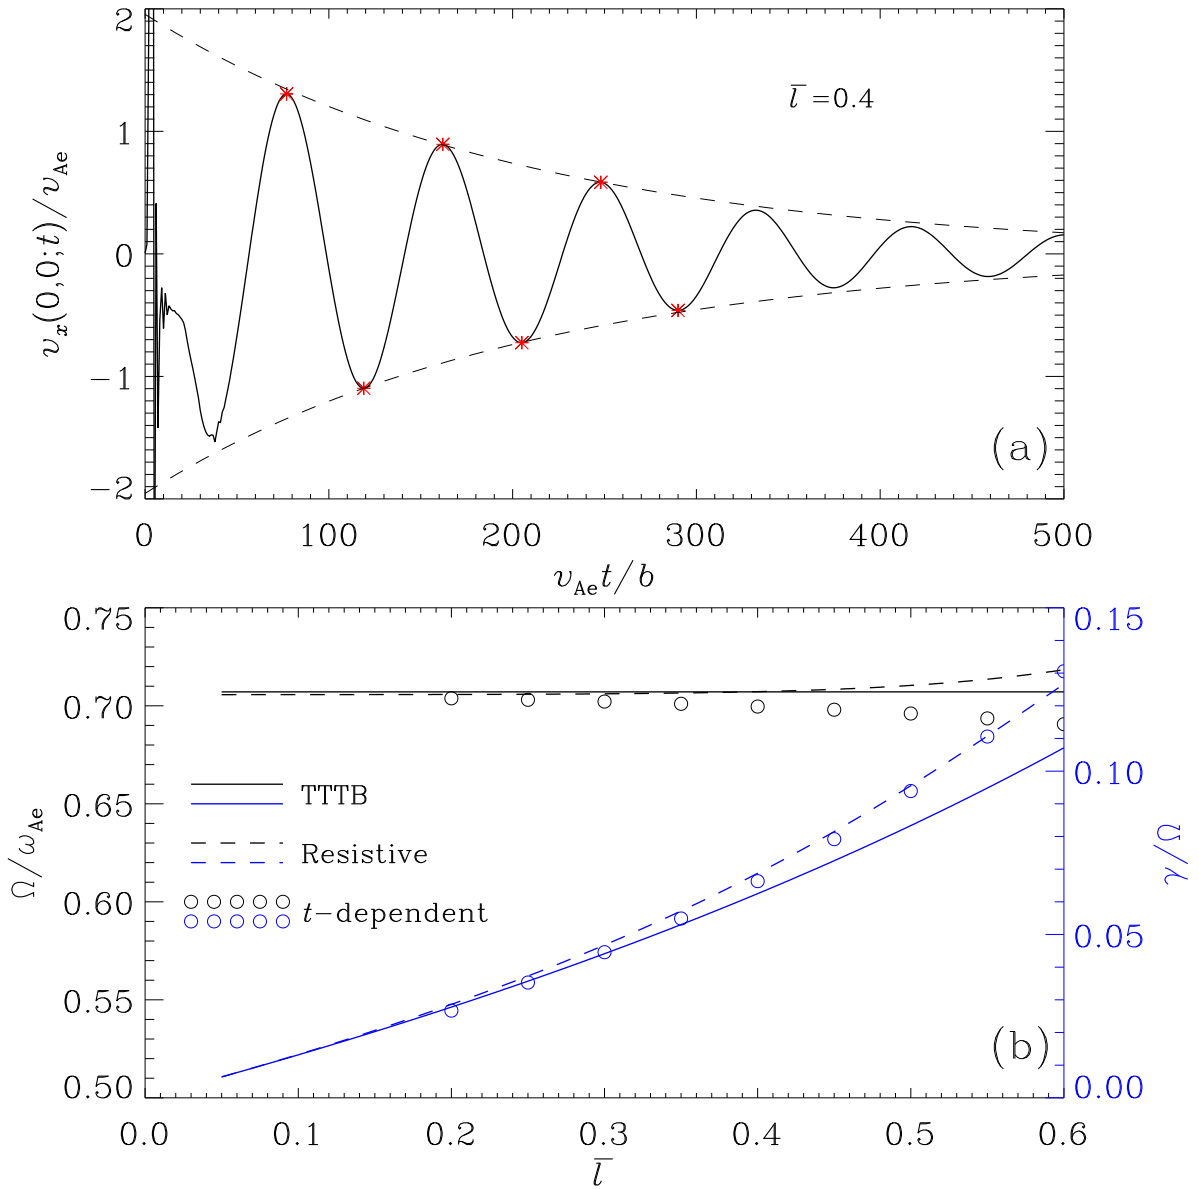 2
1
0
−1
−2
v_x(0,0;t)/v_Ae
l̄ =0.4
(a)
0 100 200 300 400 500
v_Ae t/b
0.75
0.70
0.65
0.60
0.55
0.50
Ω/ω_Ae
0.15
0.10
0.05
0.00
γ/Ω
TTTB
Resistive
t−dependent
(b)
0.0 0.1 0.2 0.3 0.4 0.5 0.6
l̄